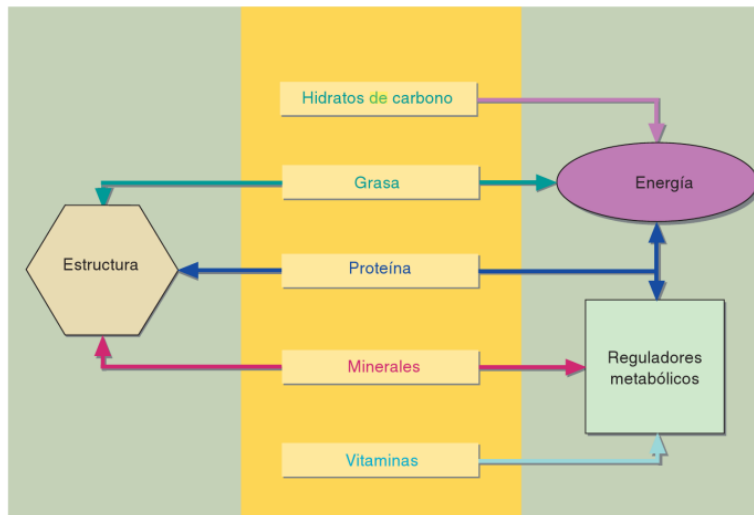 Hidratos de carbono
Grasa
Energía
Estructura
Proteína
Minerales
Reguladores
metabólicos
Vitaminas